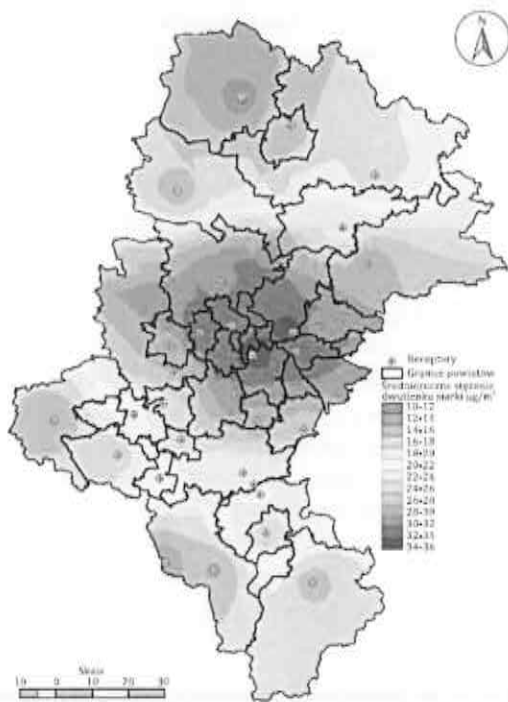 N
Receptory
Granice powiatów
Średnioroczne stężenie
dwutlenku siarki µg/m³
10-12
12-14
14-16
16-18
18-20
20-22
22-24
24-26
26-28
28-30
30-32
32-34
34-36
Skala
10 0 10 20 30